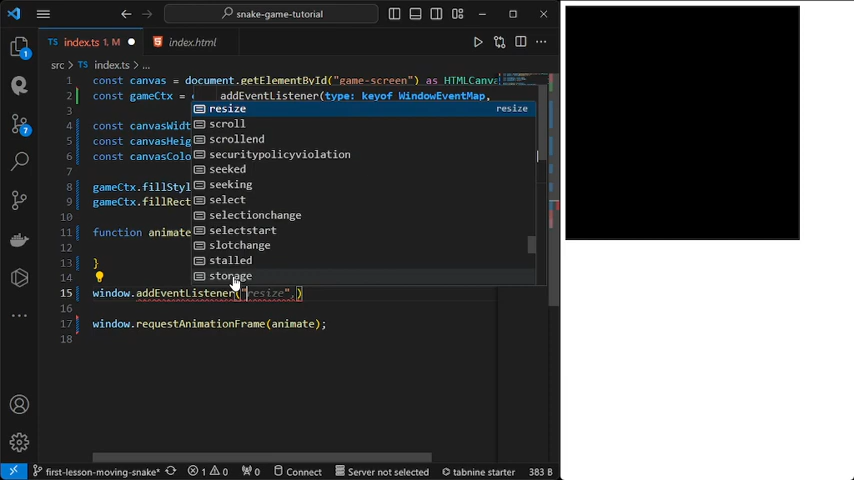 snake-game-tutorial
index.ts 1, M
index.html
src > index.ts > ...
1 const canvas = document.getElementById("game-screen") as HTMLCanva
2 const gameCtx = c addEventListener(type: keyof WindowEventMap,
3
4 const canvasWidt
5 const canvasHeig
6 const canvasColo
7
8 gameCtx.fillStyl
9 gameCtx.fillRect
10
11 function animate
12
13 }
14
15 window.addEventListener("resize",)
16
17 window.requestAnimationFrame(animate);
18
resize resize
scroll
scrollend
securitypolicyviolation
seeked
seeking
select
selectionchange
selectstart
slotchange
stalled
storage
1
7
first-lesson-moving-snake* 1 0 0 Connect Server not selected tabnine starter 383 B